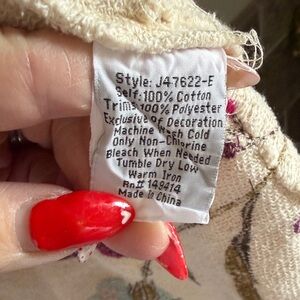 Style: J47622-E
Self: 100% Cotton
Trims 100% Polyester
Exclusive of Decoration
Machine Wash Cold
Only Non-Chlorine
Bleach When Needed
Tumble Dry Low
Warm Iron
Rn# 149414
Made in China